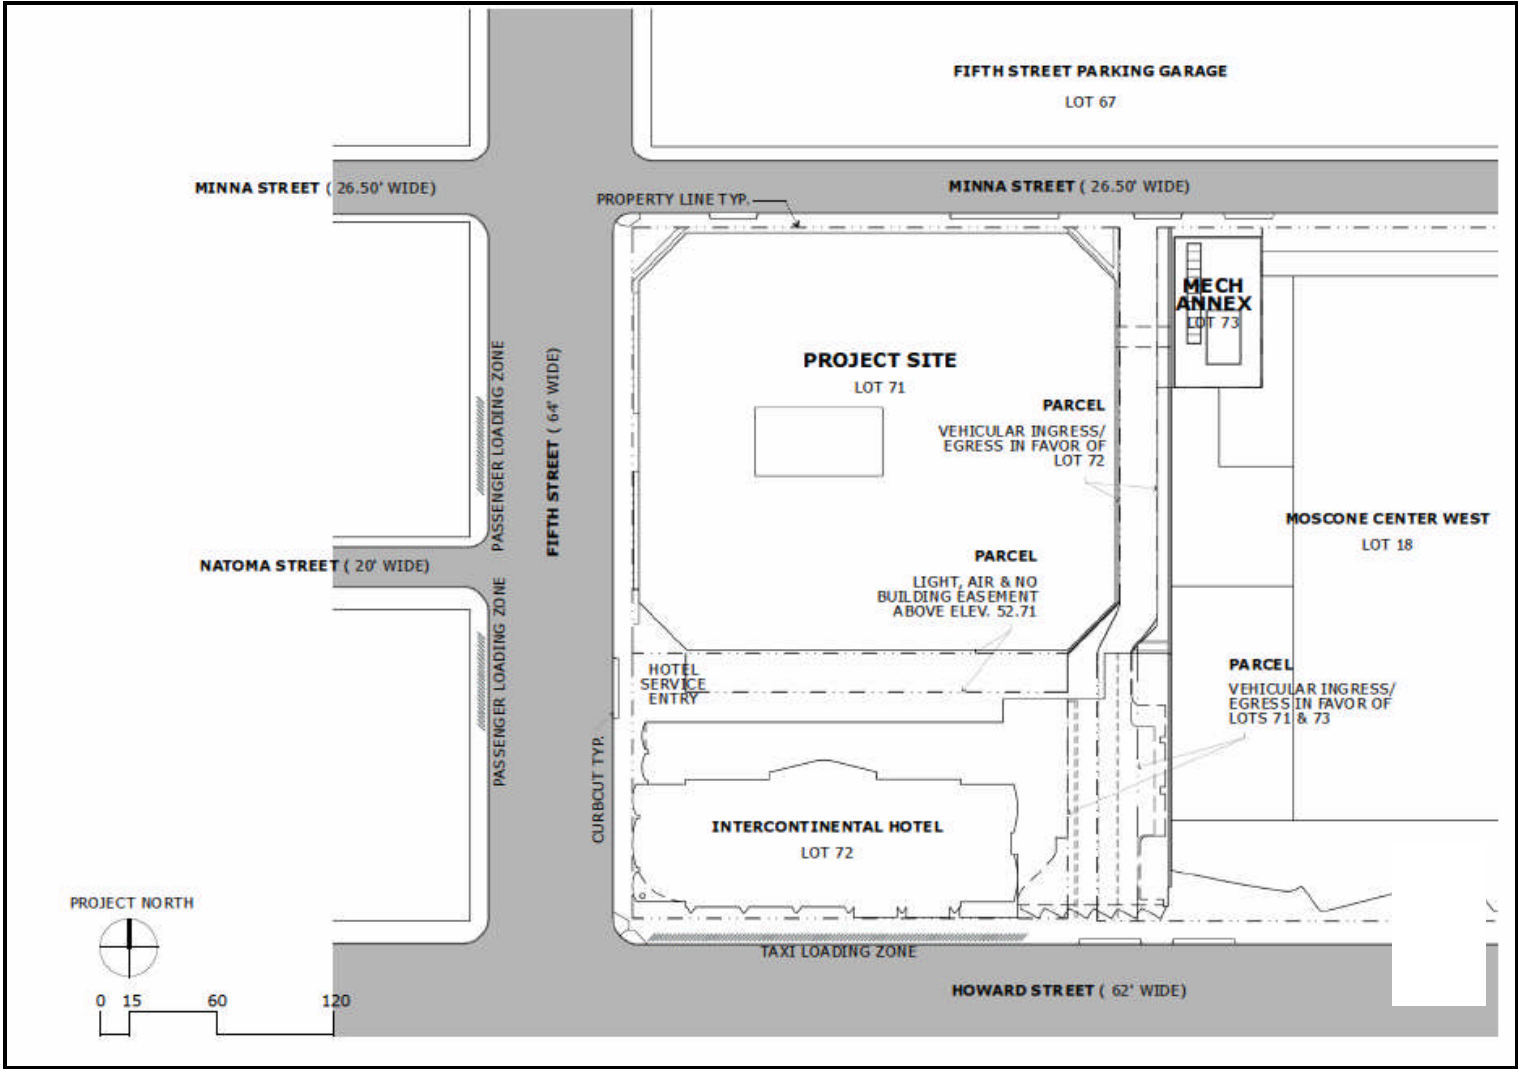 FIFTH STREET PARKING GARAGE
LOT 67
MINNA STREET ( 26.50' WIDE)
MINNA STREET ( 26.50' WIDE)
PROPERTY LINE TYP.
MECH
ANNEX
LOT 73
PROJECT SITE
LOT 71
PARCEL
VEHICULAR INGRESS/
EGRESS IN FAVOR OF
LOT 72
PASSENGER LOADING ZONE
FIFTH STREET ( 64' WIDE)
MOSCONE CENTER WEST
LOT 18
NATOMA STREET ( 20' WIDE)
PARCEL
LIGHT, AIR & NO
BUILDING EASEMENT
ABOVE ELEV. 52.71
PASSENGER LOADING ZONE
HOTEL
SERVICE
ENTRY
PARCEL
VEHICULAR INGRESS/
EGRESS IN FAVOR OF
LOTS 71 & 73
CURBCUT TYP.
INTERCONTINENTAL HOTEL
LOT 72
PROJECT NORTH
TAXI LOADING ZONE
HOWARD STREET ( 62' WIDE)
0 15 60 120